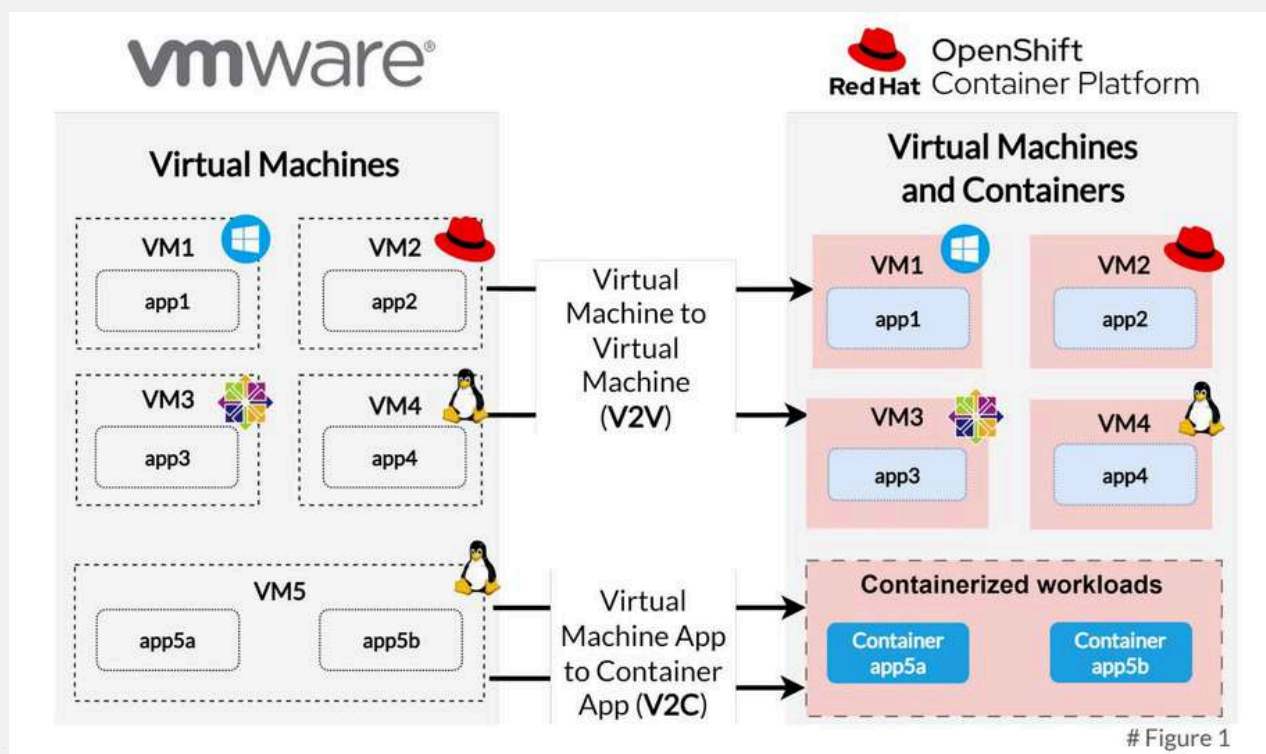 vmware®
Red Hat
OpenShift
Container Platform
Virtual Machines
VM1
app1
VM2
app2
VM3
app3
VM4
app4
VM5
app5a
app5b
Virtual
Machine to
Virtual
Machine
(V2V)
Virtual
Machine App
to Container
App (V2C)
Virtual Machines
and Containers
VM1
app1
VM2
app2
VM3
app3
VM4
app4
Containerized workloads
Container
app5a
Container
app5b
# Figure 1